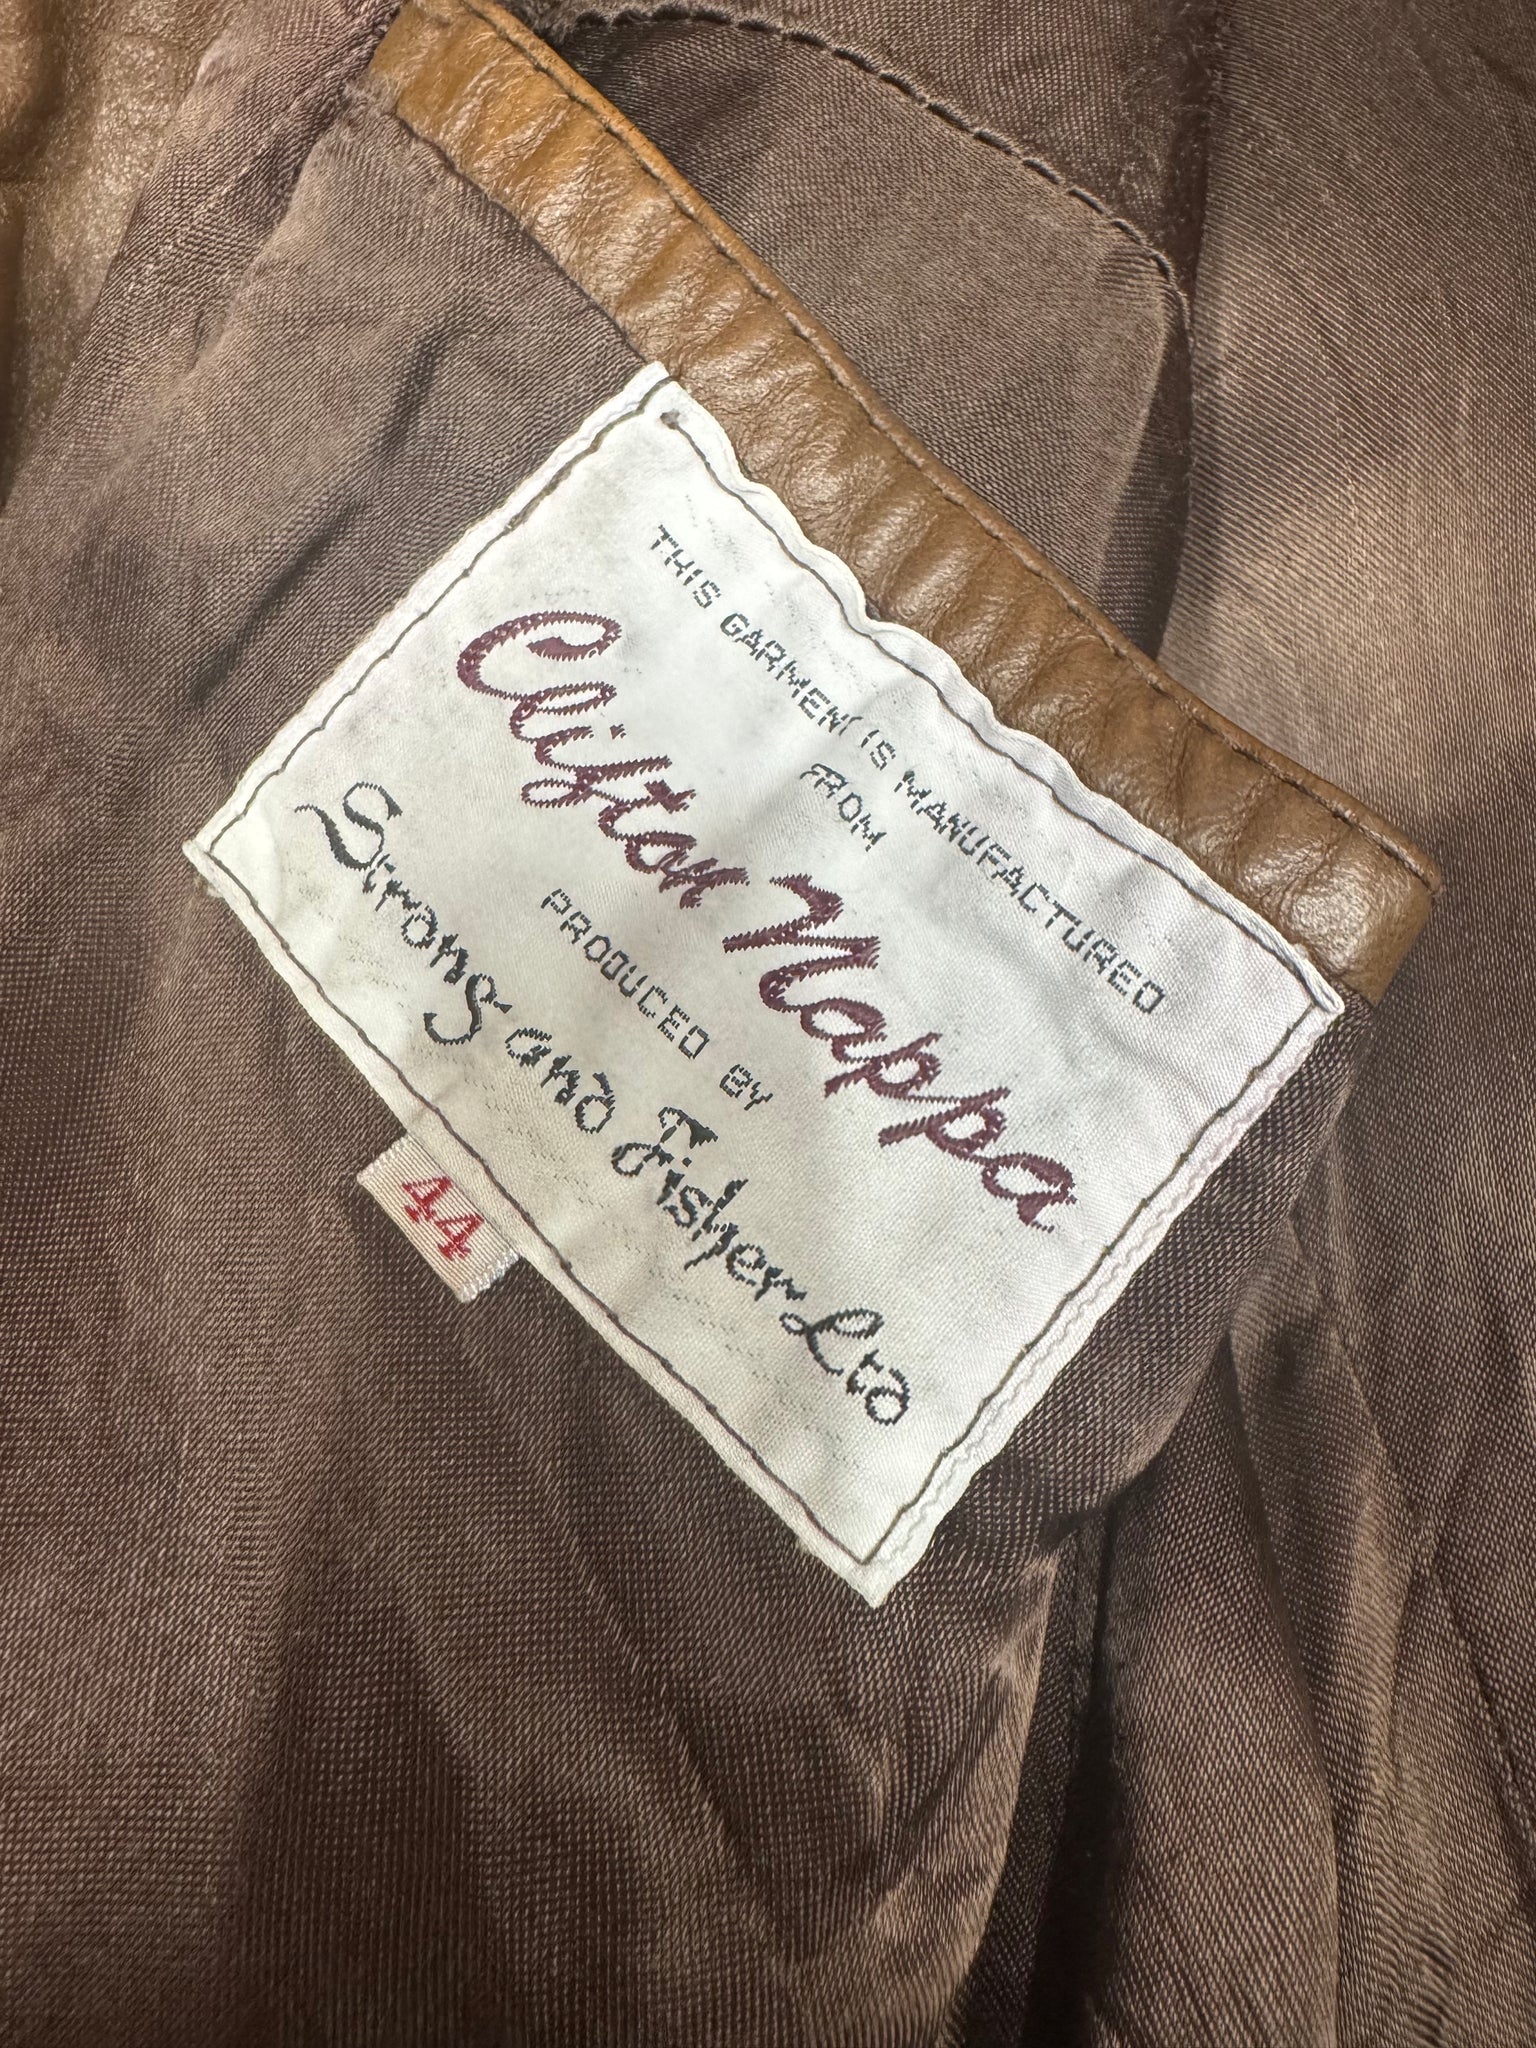 THIS GARMENT IS MANUFACTURED
FROM
Clifton Nappa
PRODUCED BY
Strong and Fisher Ltd
44